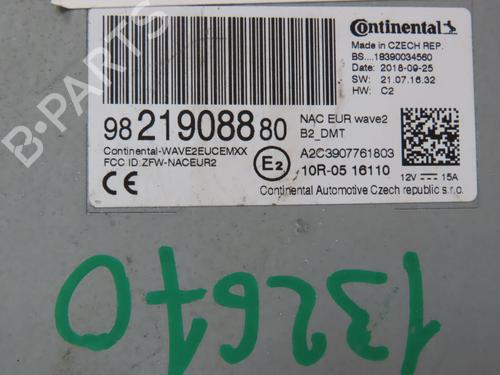 Continental
Made in CZECH REP.
BS....18390034560
Date: 2018-09-25
SW: 21.07.16.32
HW: C2
98 219088 80
NAC EUR wave2
B2_DMT
Continental-WAVE2EUCEMXX
FCC ID:ZFW-NACEUR2
CE
E2
A2C3907761803
10R-05 16110
12V 15A
Continental Automotive Czech republic s.r.o.
132670